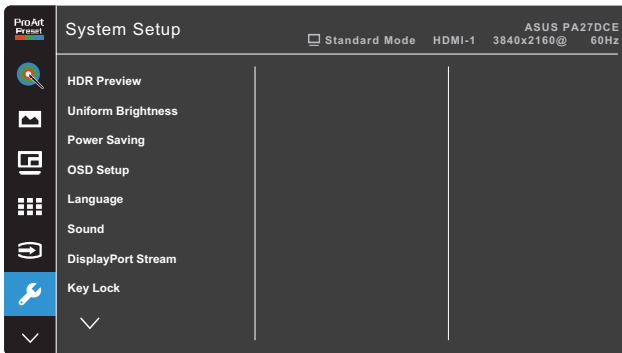 ProArt
Preset
System Setup
ASUS PA27DCE
Standard Mode HDMI-1 3840x2160@ 60Hz
HDR Preview
Uniform Brightness
Power Saving
OSD Setup
Language
Sound
DisplayPort Stream
Key Lock